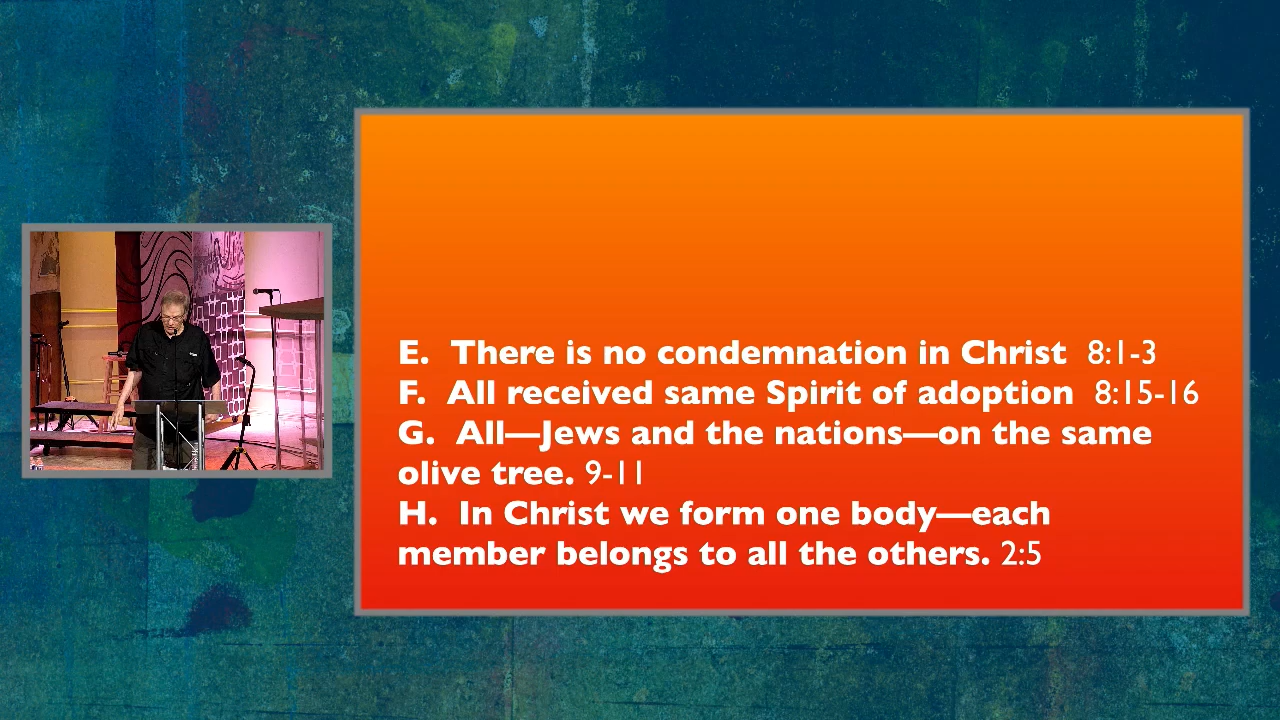 E.  There is no condemnation in Christ  8:1-3
F.  All received same Spirit of adoption  8:15-16
G.  All—Jews and the nations—on the same
olive tree. 9-11
H.  In Christ we form one body—each
member belongs to all the others. 2:5